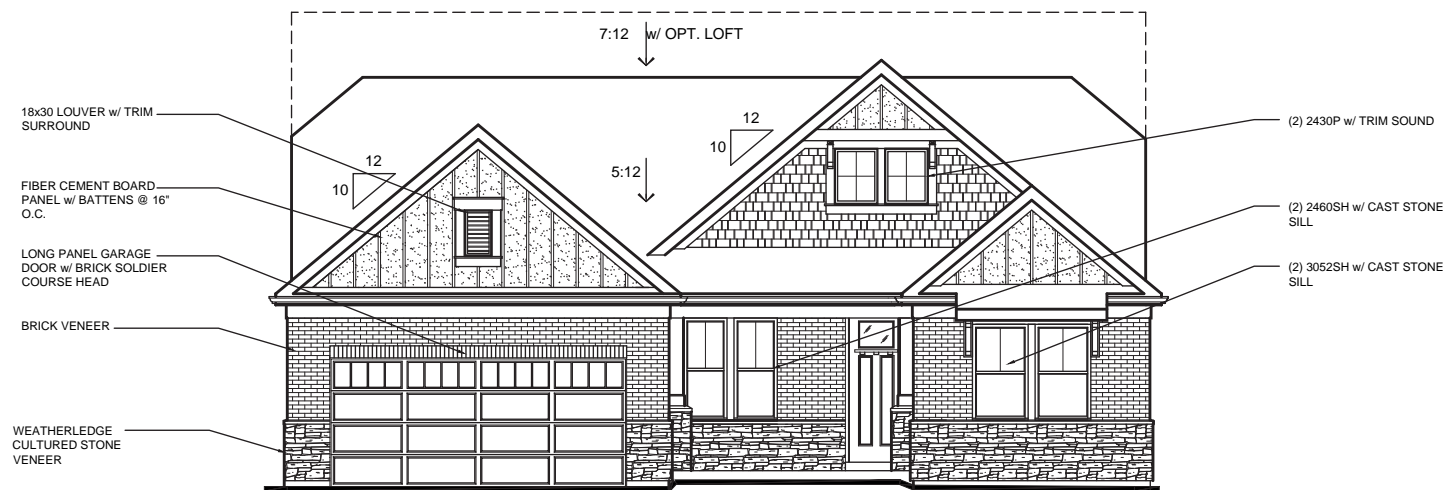 7:12 w/ OPT. LOFT
18x30 LOUVER w/ TRIM
SURROUND
12
10
FIBER CEMENT BOARD
PANEL w/ BATTENS @ 16"
O.C.
LONG PANEL GARAGE
DOOR w/ BRICK SOLDIER
COURSE HEAD
BRICK VENEER
WEATHERLEDGE
CULTURED STONE
VENEER
5:12
12
10
(2) 2430P w/ TRIM SOUND
(2) 2460SH w/ CAST STONE
SILL
(2) 3052SH w/ CAST STONE
SILL